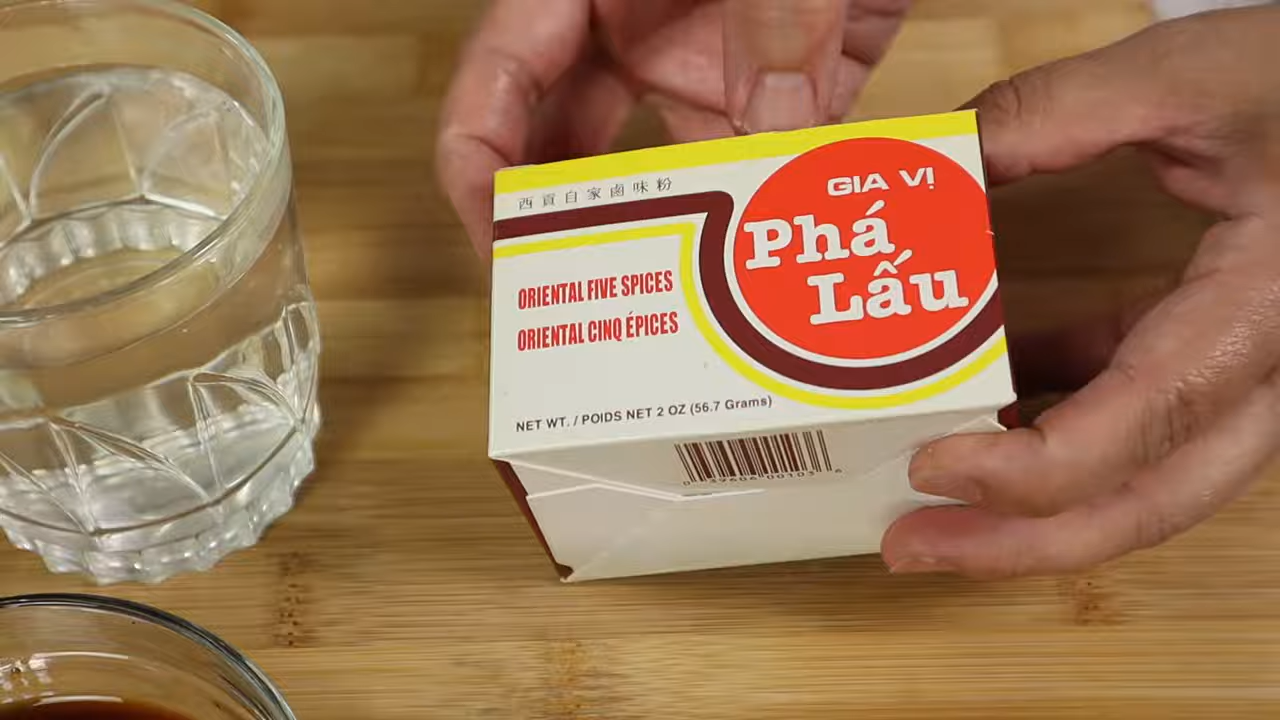 西貢自家鹵味粉
GIA VỊ
Phá
Lấu
ORIENTAL FIVE SPICES
ORIENTAL CINQ ÉPICES
NET WT. / POIDS NET 2 OZ (56.7 Grams)